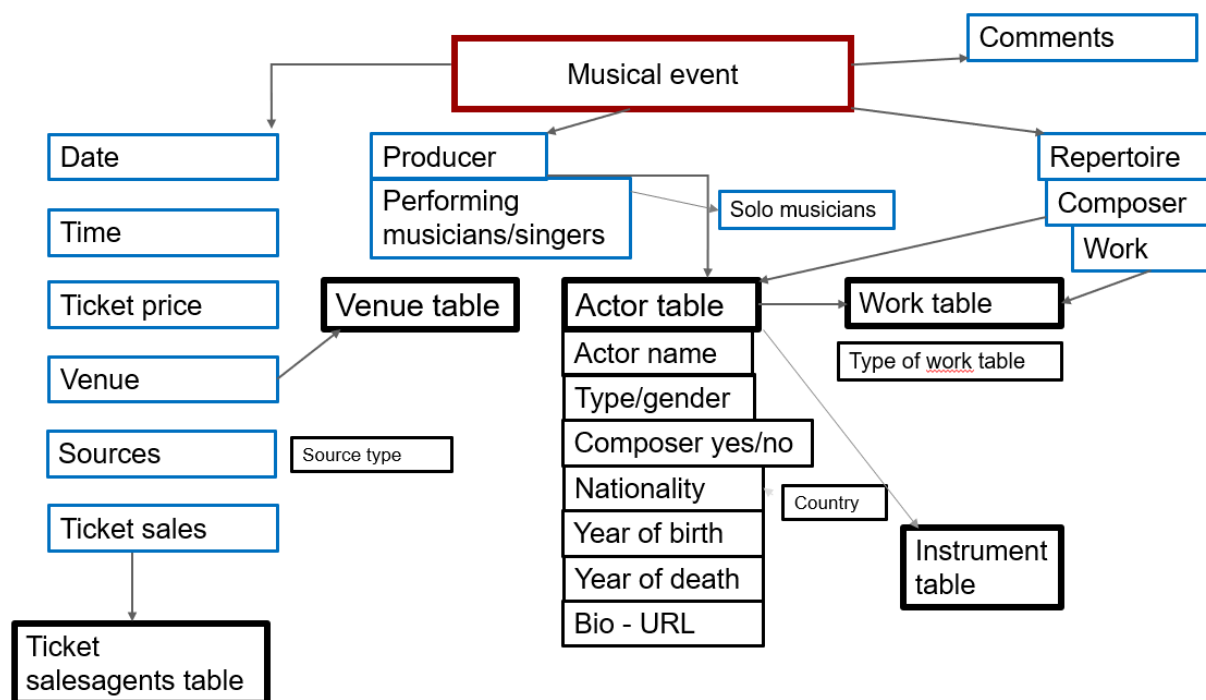 Musical event
Comments
Date
Time
Ticket price
Venue
Sources
Source type
Ticket sales
Ticket
salesagents table
Venue table
Producer
Performing
musicians/singers
Solo musicians
Repertoire
Composer
Work
Actor table
Actor name
Type/gender
Composer yes/no
Nationality
Year of birth
Year of death
Bio - URL
Country
Work table
Type of work table
Instrument
table